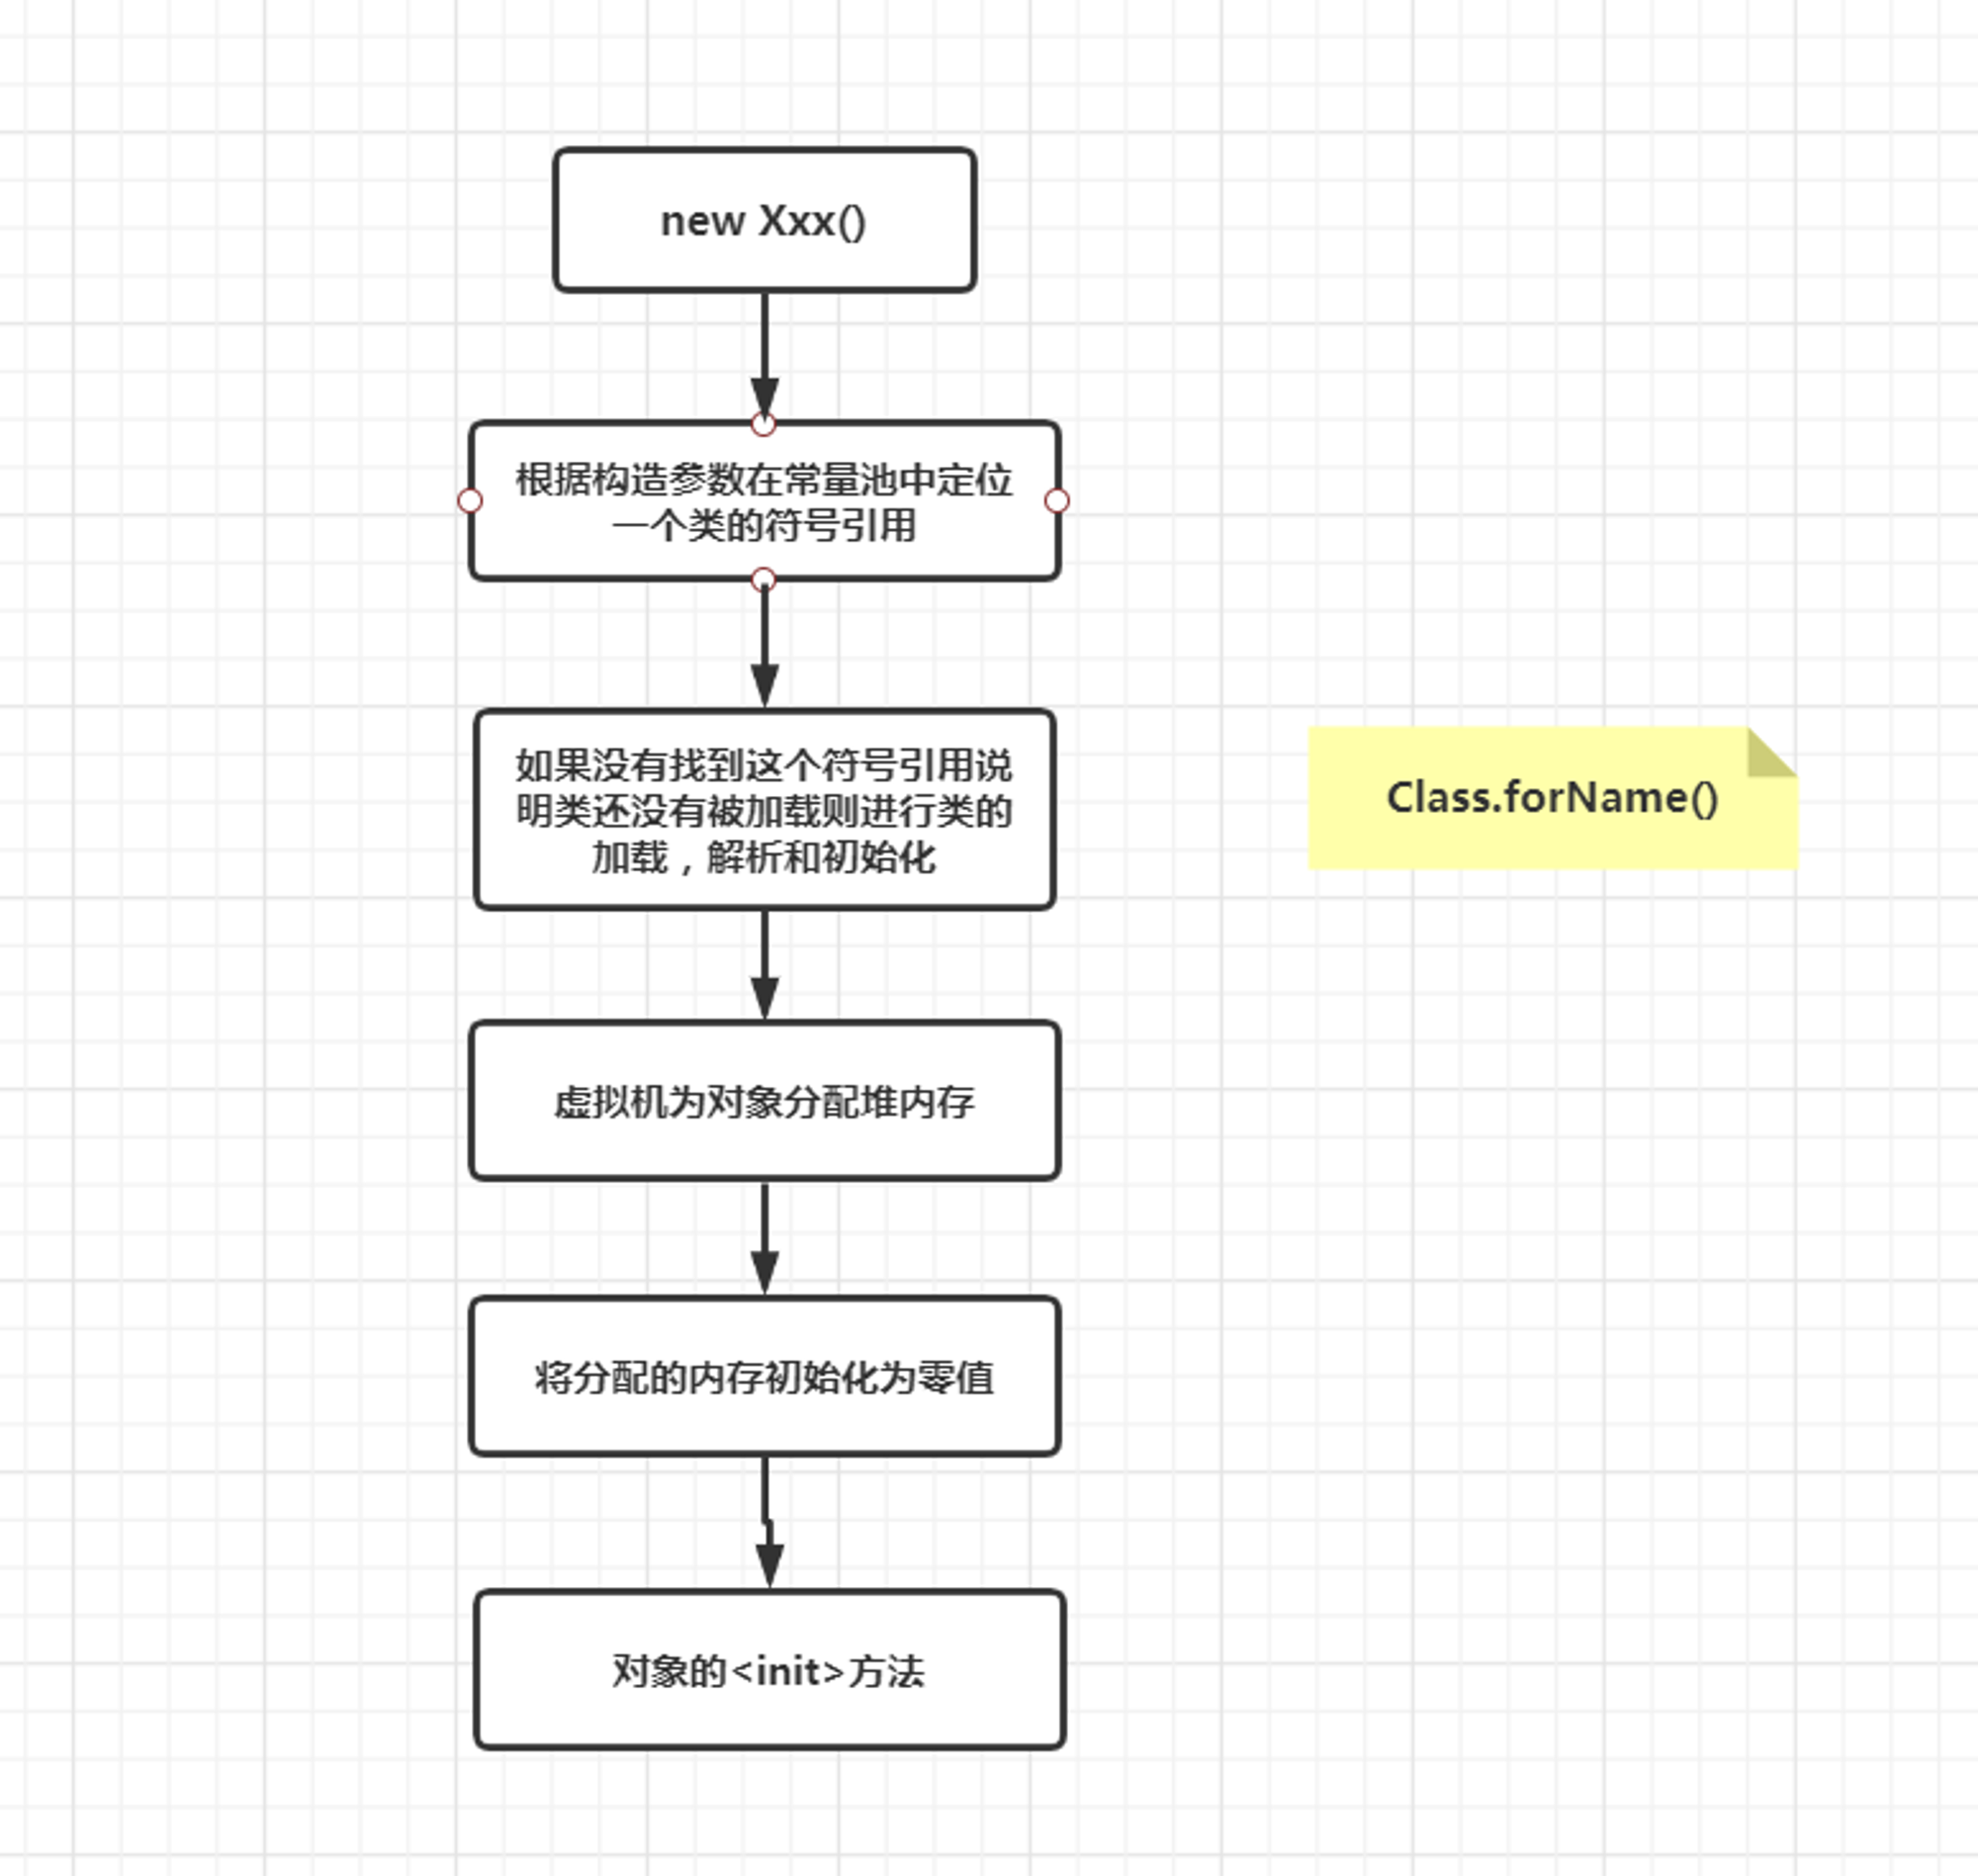 new Xxx()
根据构造参数在常量池中定位
一个类的符号引用
如果没有找到这个符号引用说
明类还没有被加载则进行类的
加载，解析和初始化
Class.forName()
虚拟机为对象分配堆内存
将分配的内存初始化为零值
对象的<init>方法